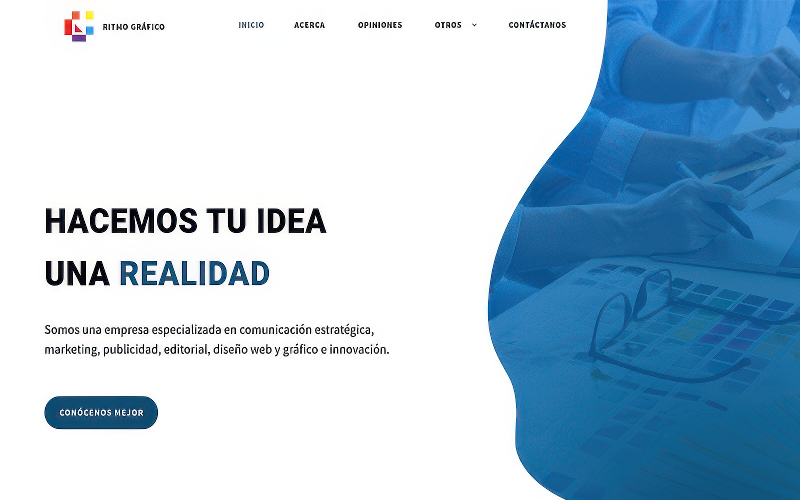 RITMO GRÁFICO
INICIO
ACERCA
OPINIONES
OTROS
CONTÁCTANOS
HACEMOS TU IDEA
UNA REALIDAD
Somos una empresa especializada en comunicación estratégica,
marketing, publicidad, editorial, diseño web y gráfico e innovación.
CONÓCENOS MEJOR